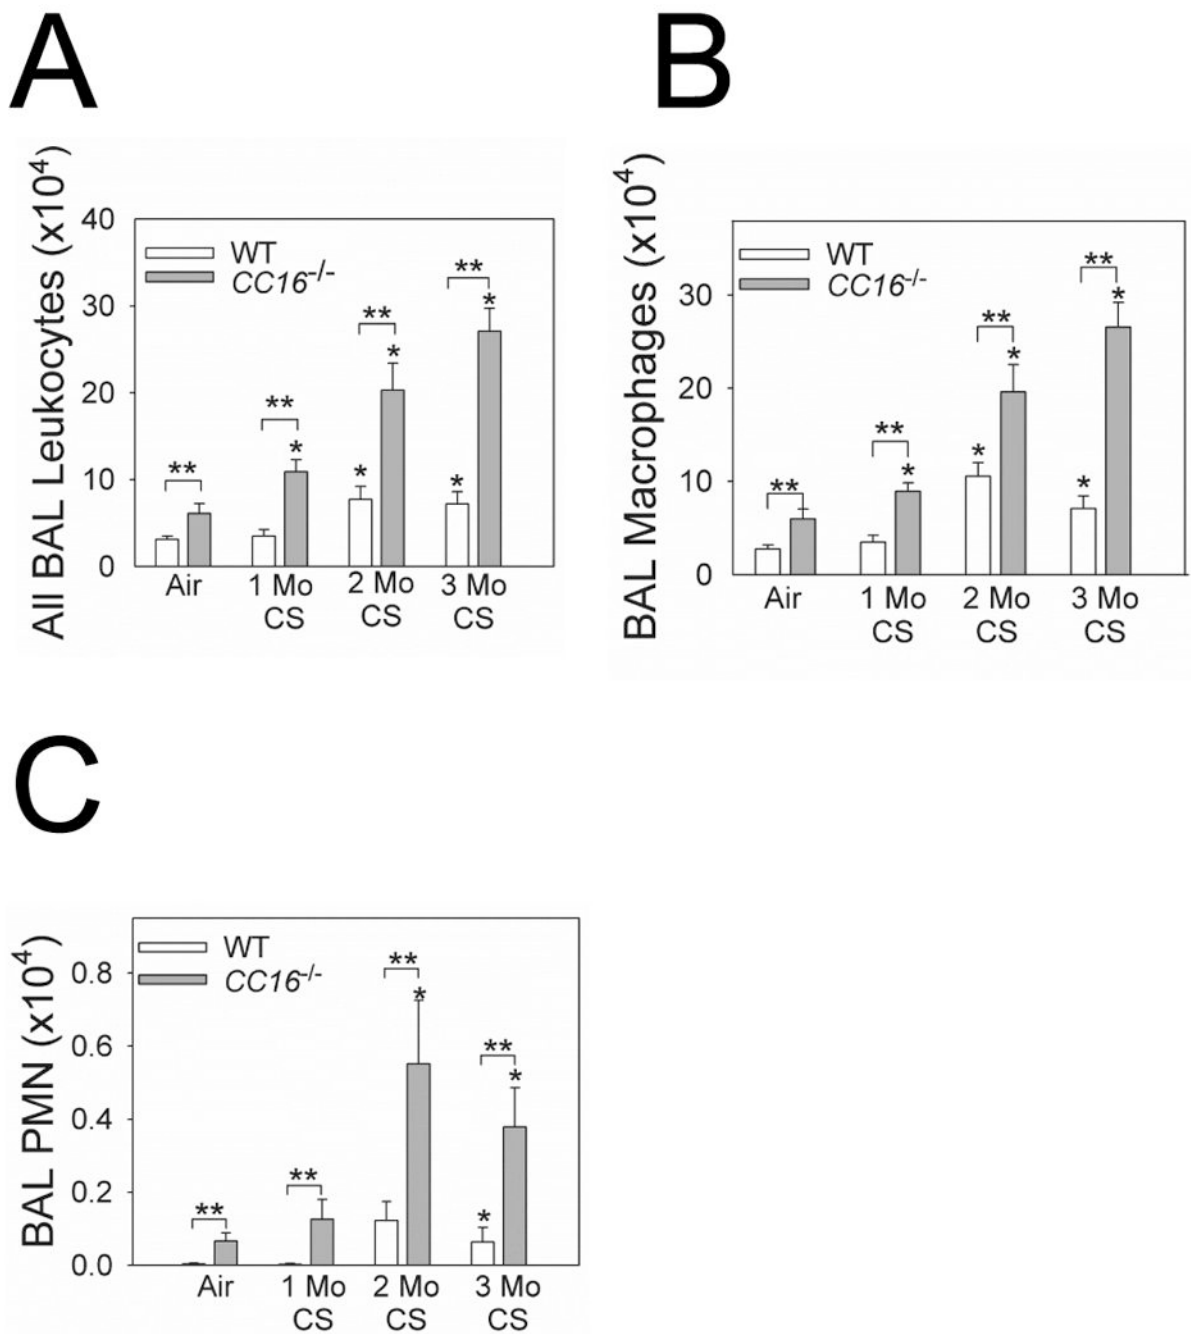 A
All BAL Leukocytes (x10⁴)
40
30
20
10
0
WT
CC16-/-
**
**
*
**
*
*
**
*
*
Air
1 Mo CS
2 Mo CS
3 Mo CS
B
BAL Macrophages (x10⁴)
30
20
10
0
WT
CC16-/-
**
**
*
**
*
*
**
*
*
Air
1 Mo CS
2 Mo CS
3 Mo CS
C
BAL PMN (x10⁴)
0.8
0.6
0.4
0.2
0.0
WT
CC16-/-
**
**
**
*
**
*
*
Air
1 Mo CS
2 Mo CS
3 Mo CS